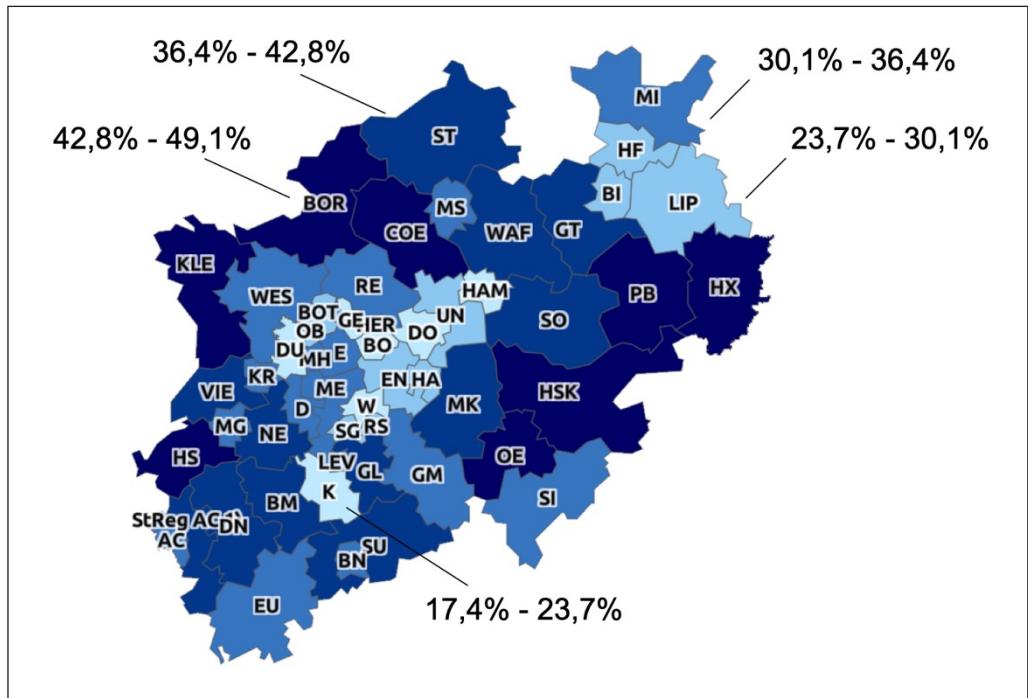 36,4% - 42,8%
30,1% - 36,4%
MI
42,8% - 49,1%
ST
23,7% - 30,1%
HF
BI
LIP
BOR
MS
COE
WAF
GT
KLE
RE
HAM
PB
HX
WES
BOT
GE
HER
UN
SO
OB
DO
DU
MH
E
BO
KR
EN
HA
VIE
ME
HSK
D
W
MK
MG
NE
SG
RS
HS
LEV
GL
OE
K
GM
BM
SI
StReg AC
DN
AC
SU
BN
EU
17,4% - 23,7%